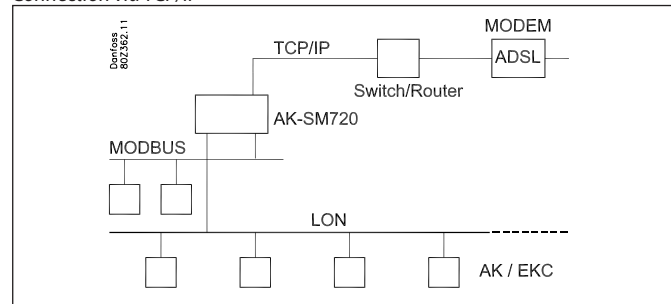 Connection via TCP/IP
Danfoss
80Z362.11
MODEM
TCP/IP
ADSL
Switch/Router
AK-SM720
MODBUS
LON
AK / EKC